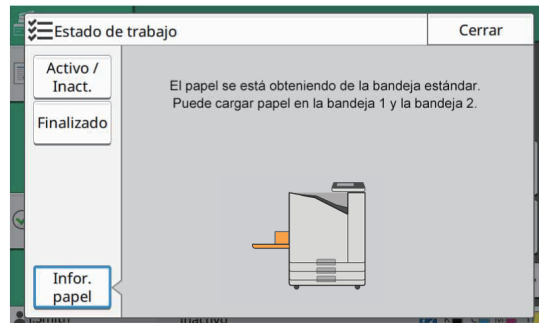 Estado de trabajo
Cerrar
Activo /
Inact.
Finalizado
El papel se está obteniendo de la bandeja estándar.
Puede cargar papel en la bandeja 1 y la bandeja 2.
Infor.
papel